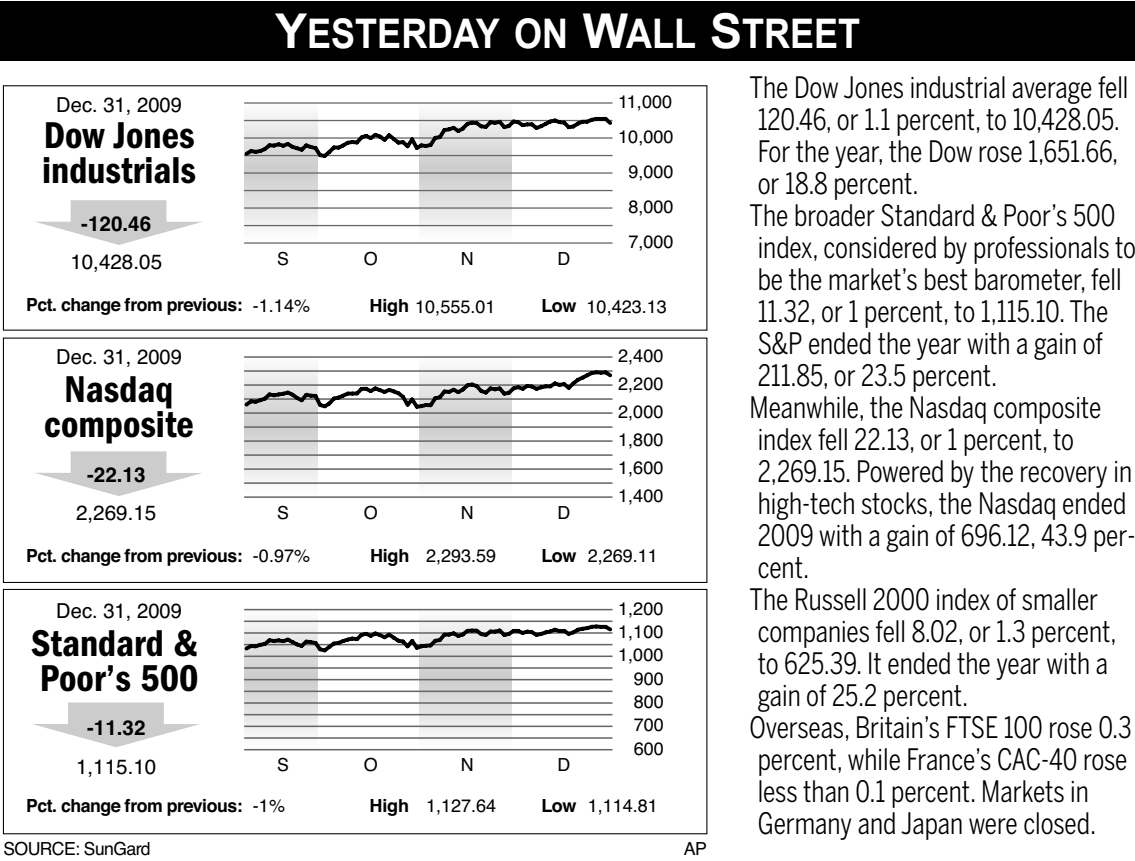 YESTERDAY ON WALL STREET
Dec. 31, 2009
Dow Jones
industrials
-120.46
10,428.05
11,000
10,000
9,000
8,000
7,000
S O N D
Pct. change from previous: -1.14% High 10,555.01 Low 10,423.13
Dec. 31, 2009
Nasdaq
composite
-22.13
2,269.15
2,400
2,200
2,000
1,800
1,600
1,400
S O N D
Pct. change from previous: -0.97% High 2,293.59 Low 2,269.11
Dec. 31, 2009
Standard &
Poor's 500
-11.32
1,115.10
1,200
1,100
1,000
900
800
700
600
S O N D
Pct. change from previous: -1% High 1,127.64 Low 1,114.81
SOURCE: SunGard AP
The Dow Jones industrial average fell
120.46, or 1.1 percent, to 10,428.05.
For the year, the Dow rose 1,651.66,
or 18.8 percent.
The broader Standard & Poor's 500
index, considered by professionals to
be the market's best barometer, fell
11.32, or 1 percent, to 1,115.10. The
S&P ended the year with a gain of
211.85, or 23.5 percent.
Meanwhile, the Nasdaq composite
index fell 22.13, or 1 percent, to
2,269.15. Powered by the recovery in
high-tech stocks, the Nasdaq ended
2009 with a gain of 696.12, 43.9 per-
cent.
The Russell 2000 index of smaller
companies fell 8.02, or 1.3 percent,
to 625.39. It ended the year with a
gain of 25.2 percent.
Overseas, Britain's FTSE 100 rose 0.3
percent, while France's CAC-40 rose
less than 0.1 percent. Markets in
Germany and Japan were closed.